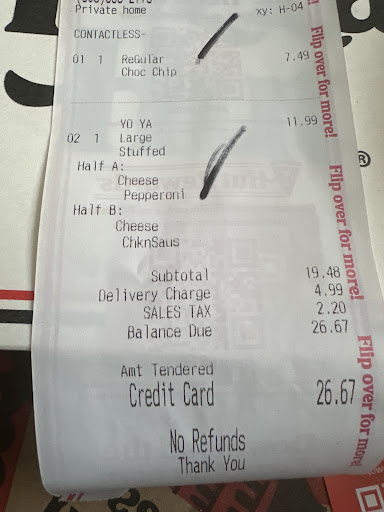 Private home xy: H-04
CONTACTLESS-
01 1 ReGular 7.49
Choc Chip
YO YA 11.99
02 1 Large
Stuffed
Half A:
Cheese
Pepperoni
Half B:
Cheese
ChknSaus
Subtotal 19.48
Delivery Charge 4.99
SALES TAX 2.20
Balance Due 26.67
Amt Tendered
Credit Card 26.67
No Refunds
Thank You
Flip over for more!
Flip over for more!
Flip over for more!